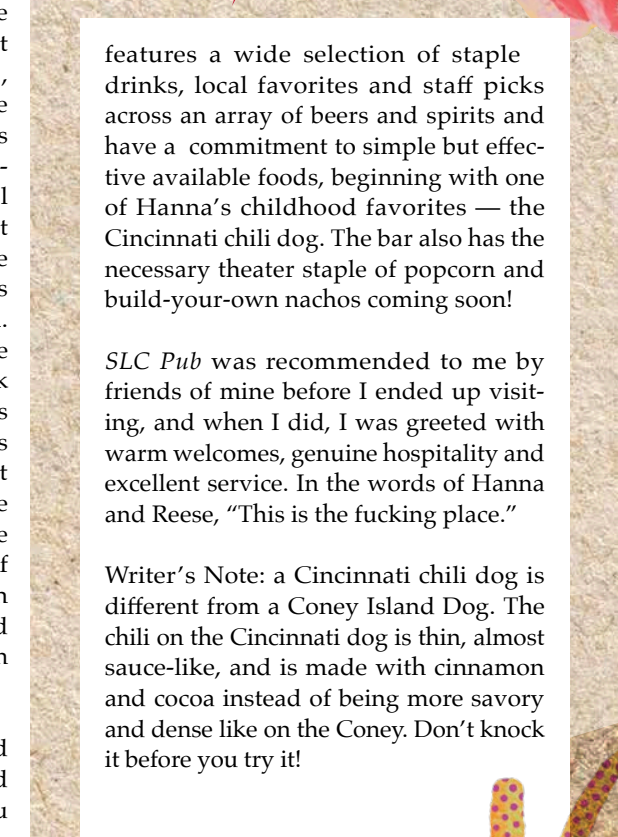 features a wide selection of staple
drinks, local favorites and staff picks
across an array of beers and spirits and
have a commitment to simple but effec-
tive available foods, beginning with one
of Hanna's childhood favorites — the
Cincinnati chili dog. The bar also has the
necessary theater staple of popcorn and
build-your-own nachos coming soon!
SLC Pub was recommended to me by
friends of mine before I ended up visit-
ing, and when I did, I was greeted with
warm welcomes, genuine hospitality and
excellent service. In the words of Hanna
and Reese, “This is the fucking place.”
Writer's Note: a Cincinnati chili dog is
different from a Coney Island Dog. The
chili on the Cincinnati dog is thin, almost
sauce-like, and is made with cinnamon
and cocoa instead of being more savory
and dense like on the Coney. Don't knock
it before you try it!